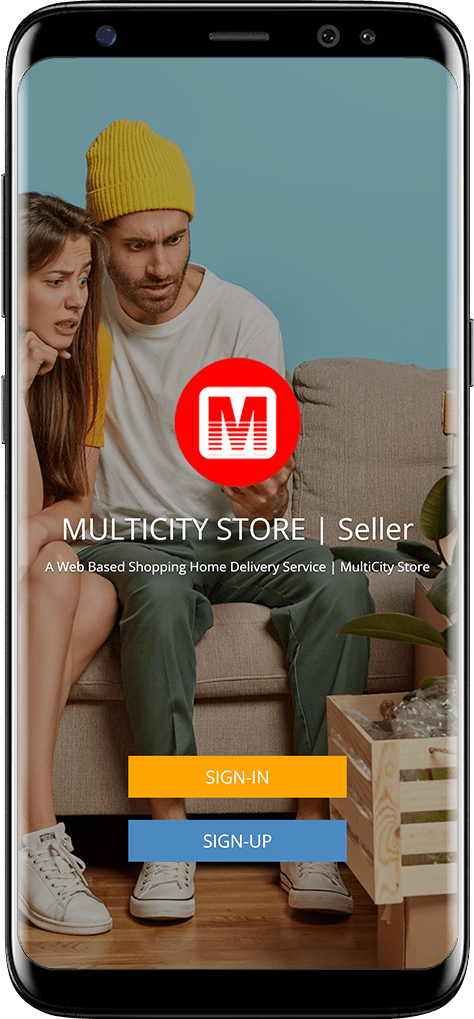 M
MULTICITY STORE | Seller
A Web Based Shopping Home Delivery Service | MultiCity Store
SIGN-IN
SIGN-UP